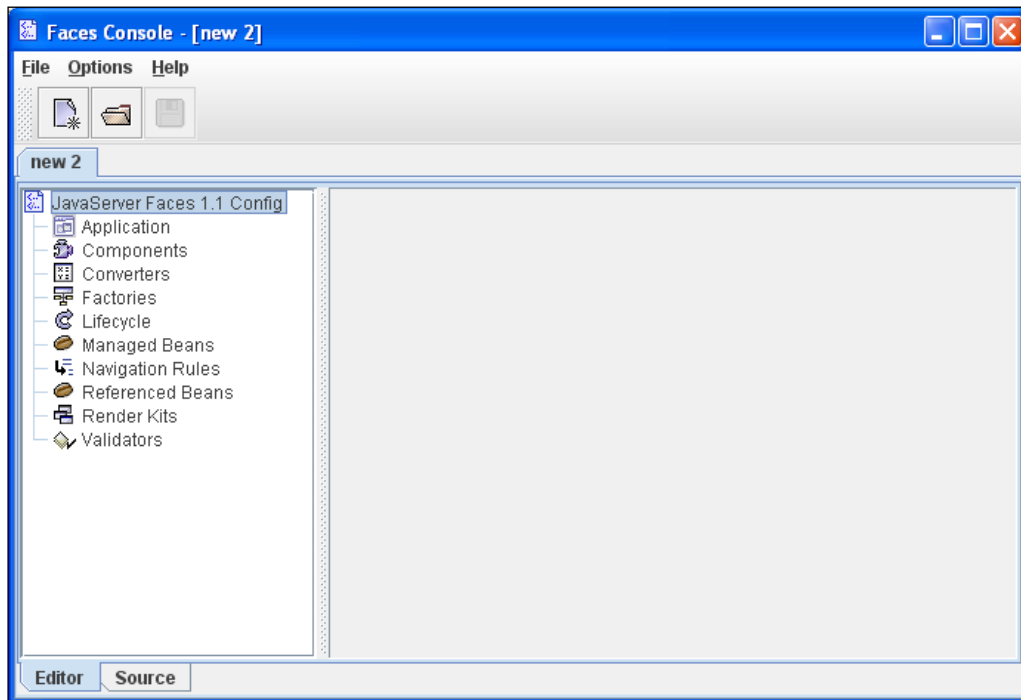 Faces Console - [new 2]
File Options Help
new 2
JavaServer Faces 1.1 Config
Application
Components
Converters
Factories
Lifecycle
Managed Beans
Navigation Rules
Referenced Beans
Render Kits
Validators
Editor Source